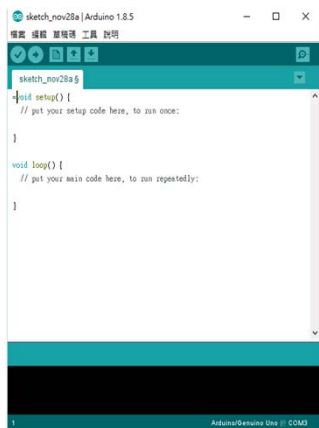 sketch_nov28a | Arduino 1.8.5
檔案 編輯 草稿碼 工具 說明
sketch_nov28a §
void setup() {
// put your setup code here, to run once:
}
void loop() {
// put your main code here, to run repeatedly:
}
1
Arduino/Genuino Uno 於 COM3